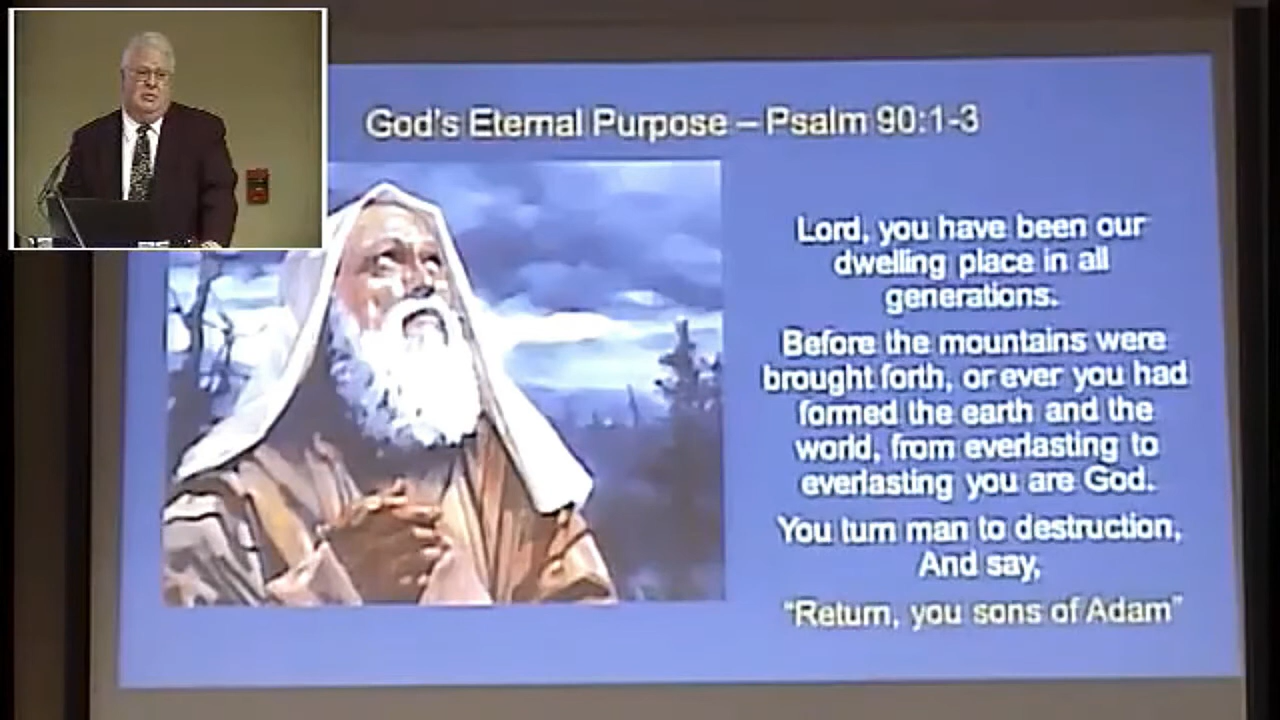 God's Eternal Purpose – Psalm 90:1-3
Lord, you have been our
dwelling place in all
generations.
Before the mountains were
brought forth, or ever you had
formed the earth and the
world, from everlasting to
everlasting you are God.
You turn man to destruction,
And say,
“Return, you sons of Adam”